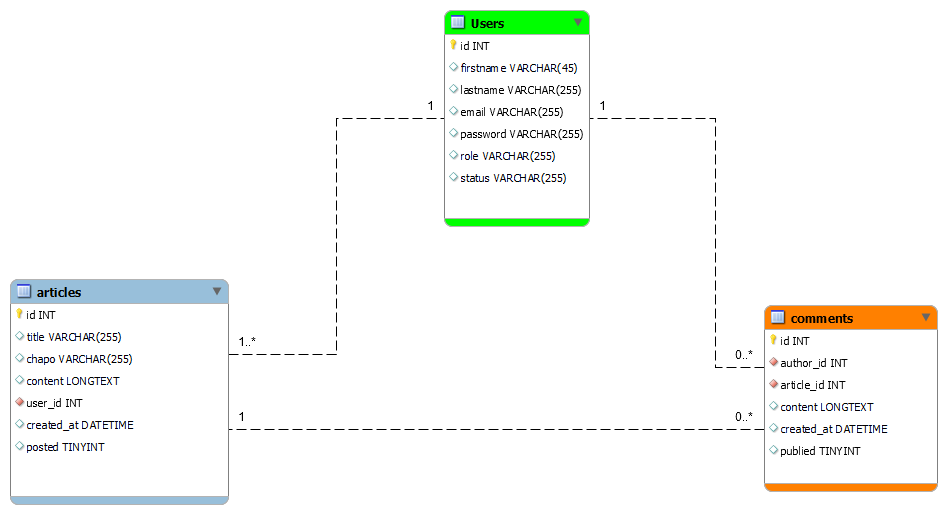 Users
id INT
firstname VARCHAR(45)
lastname VARCHAR(255)
email VARCHAR(255)
password VARCHAR(255)
role VARCHAR(255)
status VARCHAR(255)
1
1
articles
id INT
title VARCHAR(255)
chapo VARCHAR(255)
content LONGTEXT
user_id INT
created_at DATETIME
posted TINYINT
1..*
1
comments
id INT
author_id INT
article_id INT
content LONGTEXT
created_at DATETIME
publied TINYINT
0..*
0..*